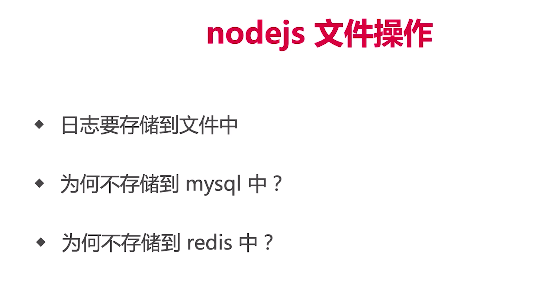 nodejs 文件操作
日志要存储到文件中
为何不存储到 mysql 中？
为何不存储到 redis 中？